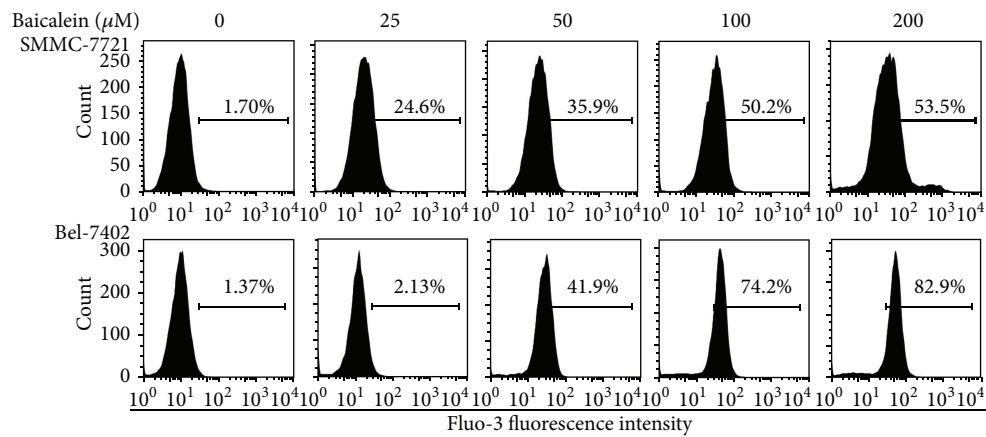 Baicalein (μM) 0 25 50 100 200
SMMC-7721
250
200
150
100
50
0
Count
1.70% 24.6% 35.9% 50.2% 53.5%
10⁰ 10¹ 10² 10³ 10⁴ 10⁰ 10¹ 10² 10³ 10⁴ 10⁰ 10¹ 10² 10³ 10⁴ 10⁰ 10¹ 10² 10³ 10⁴ 10⁰ 10¹ 10² 10³ 10⁴
Bel-7402
300
200
100
0
Count
1.37% 2.13% 41.9% 74.2% 82.9%
10⁰ 10¹ 10² 10³ 10⁴ 10⁰ 10¹ 10² 10³ 10⁴ 10⁰ 10¹ 10² 10³ 10⁴ 10⁰ 10¹ 10² 10³ 10⁴ 10⁰ 10¹ 10² 10³ 10⁴
Fluo-3 fluorescence intensity